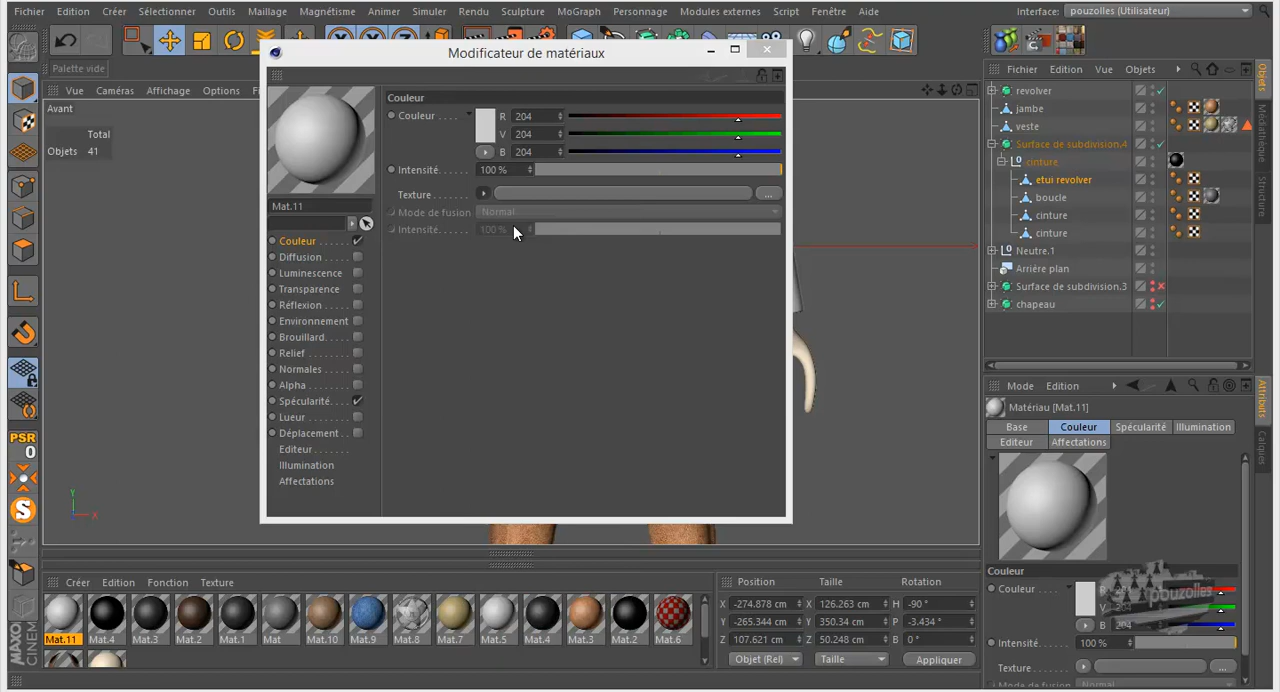 Fichier Edition Créer Sélectionner Outils Maillage Magnétisme Animer Simuler Rendu Sculpture MoGraph Personnage Modules externes Script Fenêtre Aide Interface: pouzolles (Utilisateur)
Palette vide
Vue Caméras Affichage Options
Avant
Total
Objets 41
Modificateur de matériaux
Couleur
Couleur . . . . R 204
V 204
B 204
Intensité. . . . . . 100 %
Texture. . . . . . . ...
Mode de fusion Normal
Intensité. . . . . . 100 %
Mat.11
Couleur
Diffusion
Luminescence
Transparence
Réflexion
Environnement
Brouillard.
Relief
Normales
Alpha
Spécularité.
Lueur
Déplacement
Editeur
Illumination
Affectations
Fichier Edition Vue Objets
revolver
jambe
veste
Surface de subdivision.4
cinture
etui revolver
boucle
cinture
cinture
Neutre.1
Arrière plan
Surface de subdivision.3
chapeau
Objets
Médiathèque
Structure
Mode Edition
Matériau [Mat.11]
Base Couleur Spécularité Illumination
Editeur Affectations
Attributs
Calques
Couleur
Couleur . . . .
pouzolles
B 204
Intensité . . . . . . 100 %
Texture . . . . . . . ...
Mode de fusion Normal
PSR
0
S
MAXON
CINEM
Créer Edition Fonction Texture
Mat.11 Mat.4 Mat.3 Mat.2 Mat.1 Mat Mat.10 Mat.9 Mat.8 Mat.7 Mat.5 Mat.4 Mat.3 Mat.2 Mat.6
Position Taille Rotation
X -274.878 cm X 126.263 cm H -90 °
Y -265.344 cm Y 350.34 cm P -3.434 °
Z 107.621 cm Z 50.248 cm B 0 °
Objet (Rel) Taille Appliquer